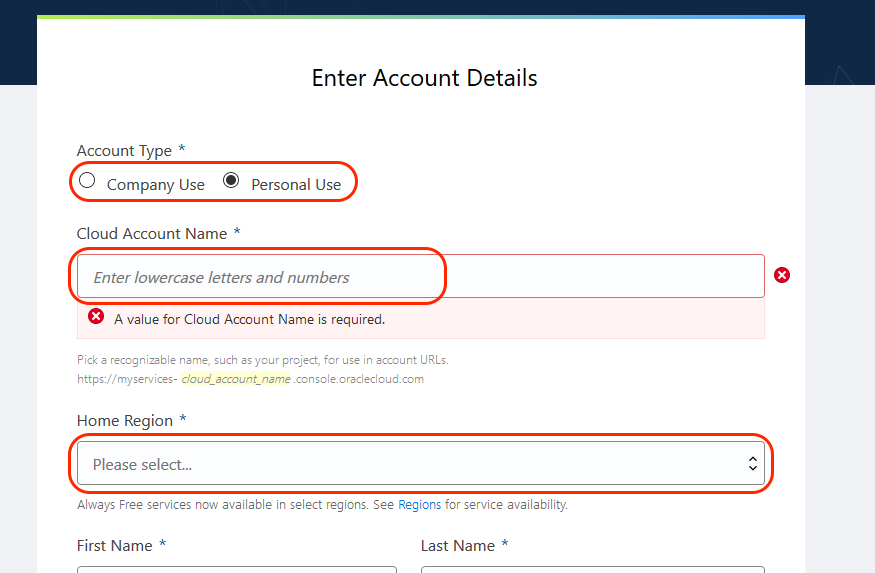 Enter Account Details
Account Type *
Company Use Personal Use
Cloud Account Name *
Enter lowercase letters and numbers
A value for Cloud Account Name is required.
Pick a recognizable name, such as your project, for use in account URLs.
https://myservices- cloud_account_name .console.oraclecloud.com
Home Region *
Please select...
Always Free services now available in select regions. See Regions for service availability.
First Name * Last Name *